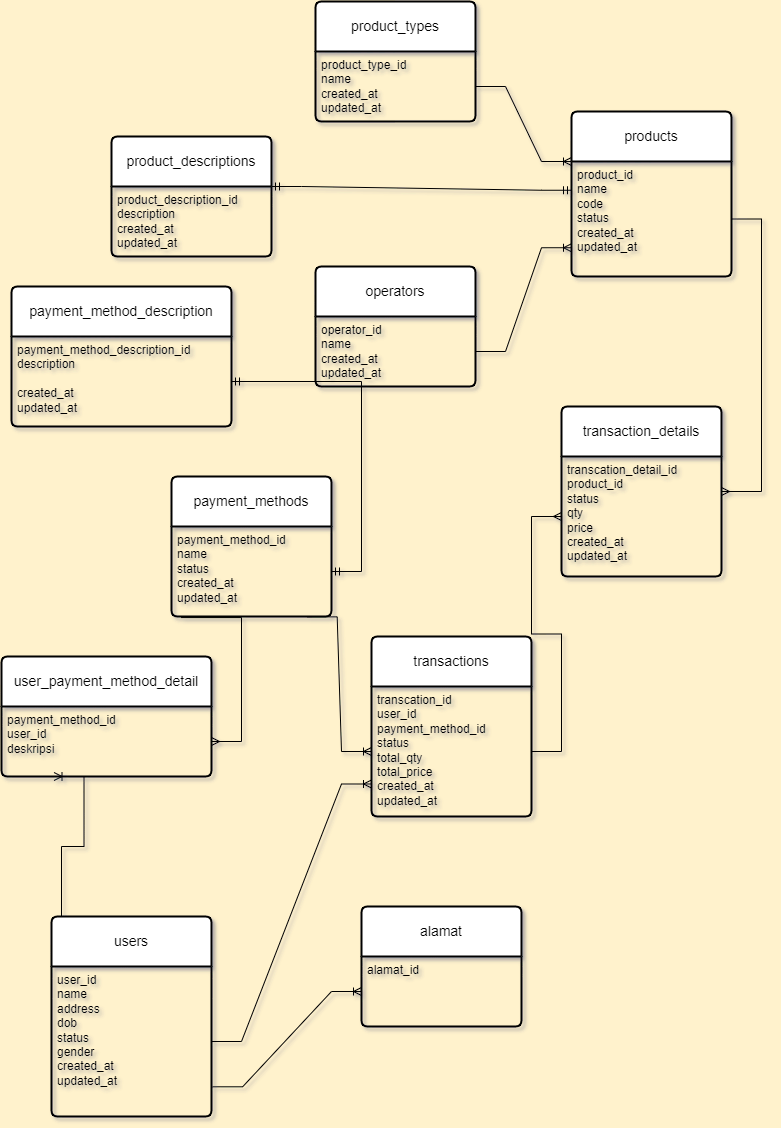 product_types
product_type_id
name
created_at
updated_at
products
product_id
name
code
status
created_at
updated_at
product_descriptions
product_description_id
description
created_at
updated_at
operators
operator_id
name
created_at
updated_at
payment_method_description
payment_method_description_id
description
created_at
updated_at
transaction_details
transcation_detail_id
product_id
status
qty
price
created_at
updated_at
payment_methods
payment_method_id
name
status
created_at
updated_at
transactions
transcation_id
user_id
payment_method_id
status
total_qty
total_price
created_at
updated_at
user_payment_method_detail
payment_method_id
user_id
deskripsi
users
user_id
name
address
dob
status
gender
created_at
updated_at
alamat
alamat_id